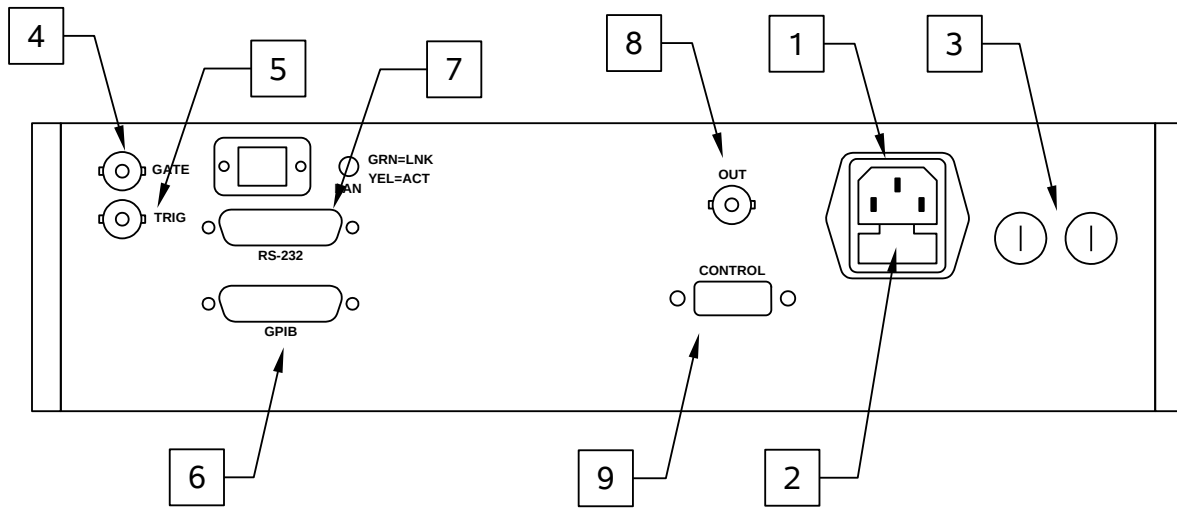 4
5
7
8
1
3
GATE
GRN=LNK
YEL=ACT
LAN
TRIG
OUT
RS-232
CONTROL
GPIB
6
9
2